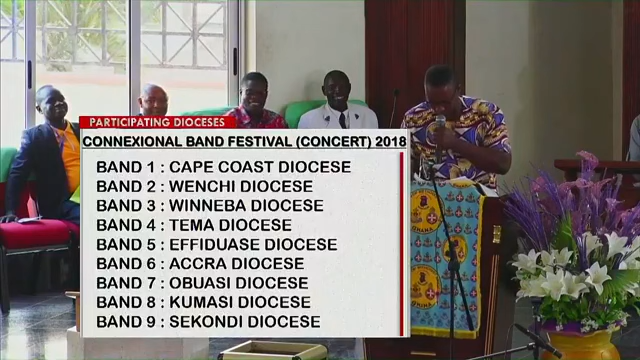 PARTICIPATING DIOCESES
CONNEXIONAL BAND FESTIVAL (CONCERT) 2018
BAND 1 : CAPE COAST DIOCESE
BAND 2 : WENCHI DIOCESE
BAND 3 : WINNEBA DIOCESE
BAND 4 : TEMA DIOCESE
BAND 5 : EFFIDUASE DIOCESE
BAND 6 : ACCRA DIOCESE
BAND 7 : OBUASI DIOCESE
BAND 8 : KUMASI DIOCESE
BAND 9 : SEKONDI DIOCESE
GHANA